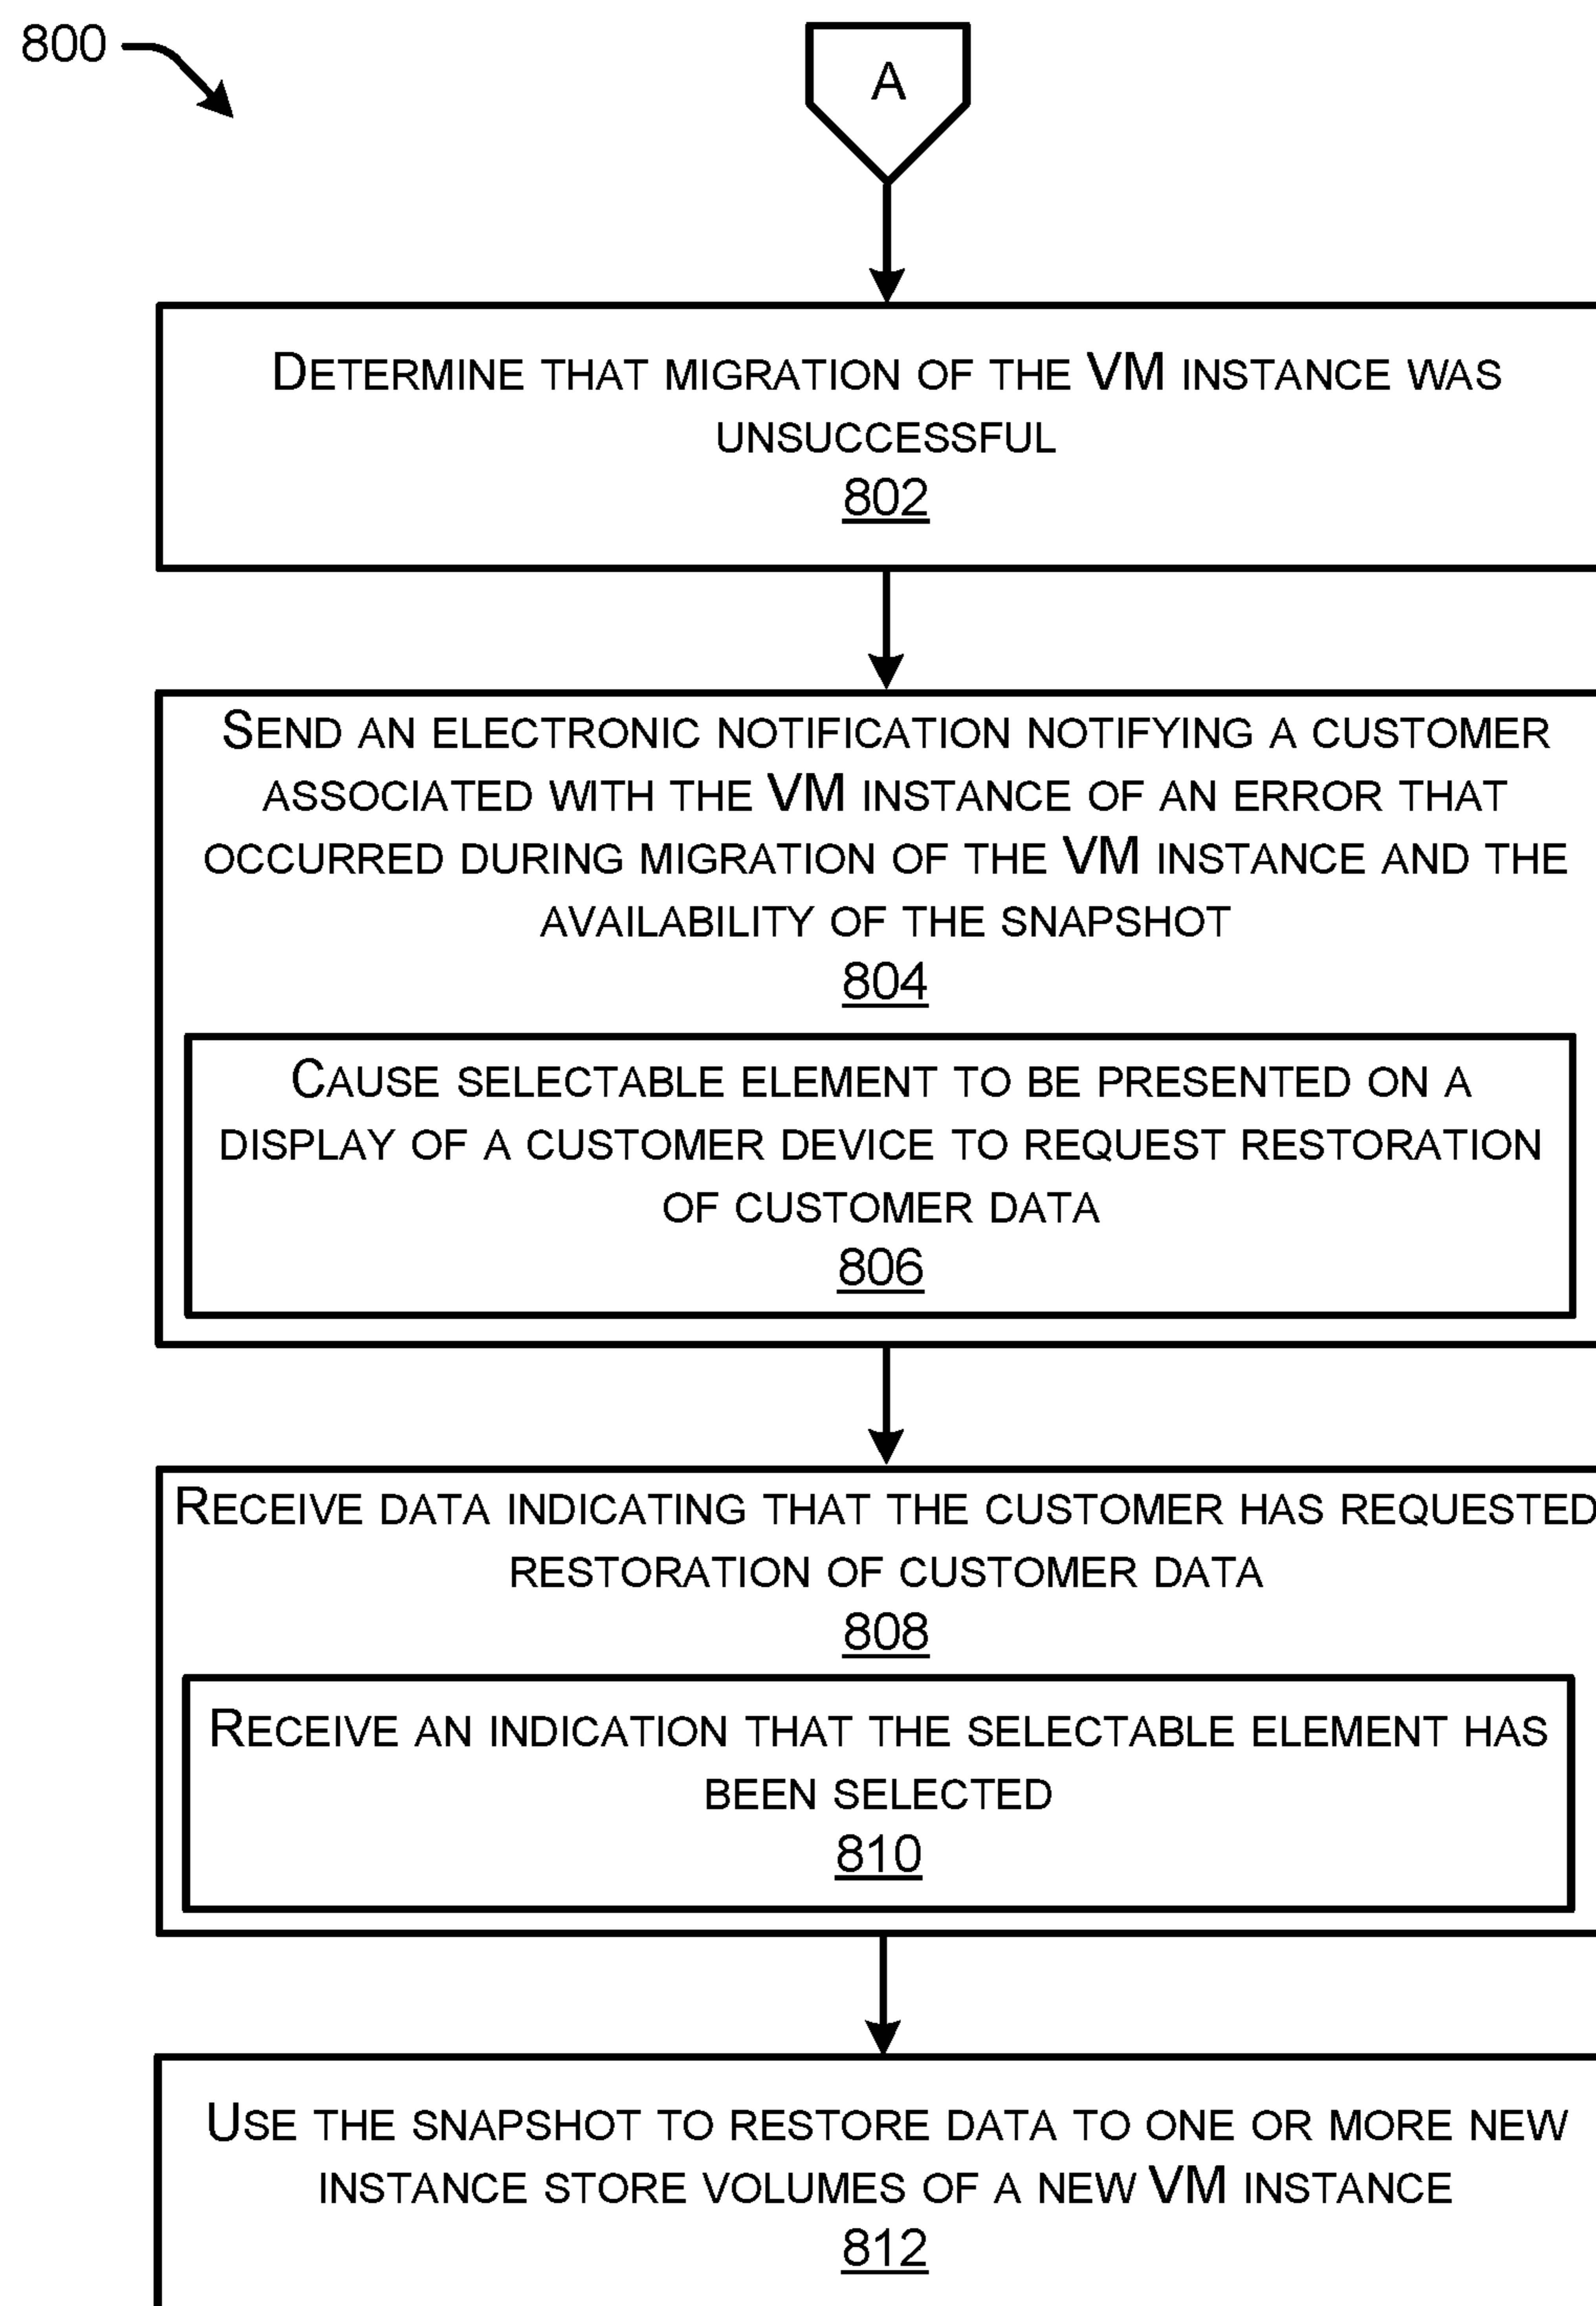 800
A
DETERMINE THAT MIGRATION OF THE VM INSTANCE WAS
UNSUCCESSFUL
802
SEND AN ELECTRONIC NOTIFICATION NOTIFYING A CUSTOMER
ASSOCIATED WITH THE VM INSTANCE OF AN ERROR THAT
OCCURRED DURING MIGRATION OF THE VM INSTANCE AND THE
AVAILABILITY OF THE SNAPSHOT
804
CAUSE SELECTABLE ELEMENT TO BE PRESENTED ON A
DISPLAY OF A CUSTOMER DEVICE TO REQUEST RESTORATION
OF CUSTOMER DATA
806
RECEIVE DATA INDICATING THAT THE CUSTOMER HAS REQUESTED
RESTORATION OF CUSTOMER DATA
808
RECEIVE AN INDICATION THAT THE SELECTABLE ELEMENT HAS
BEEN SELECTED
810
USE THE SNAPSHOT TO RESTORE DATA TO ONE OR MORE NEW
INSTANCE STORE VOLUMES OF A NEW VM INSTANCE
812